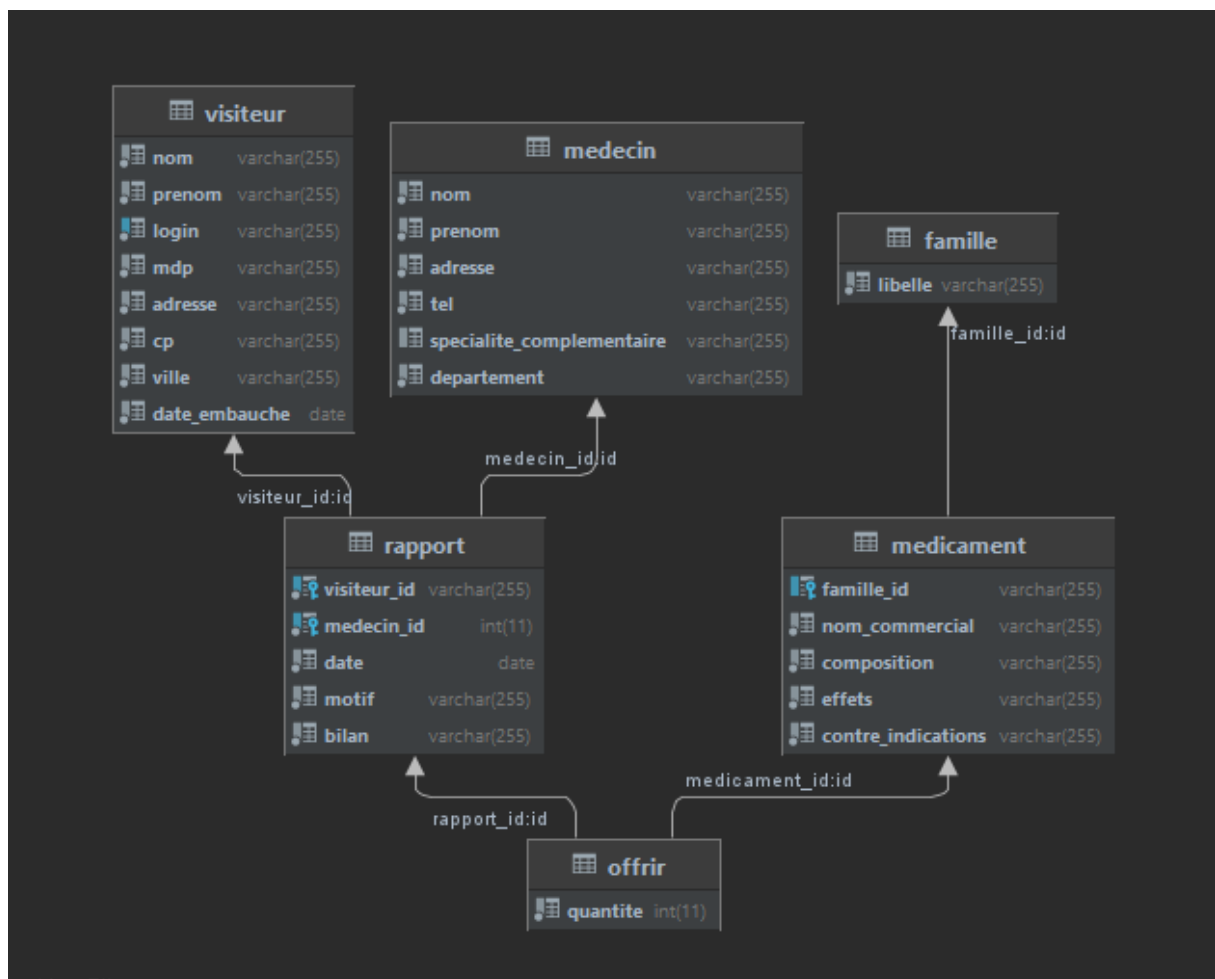 visiteur
nom varchar(255)
prenom varchar(255)
login varchar(255)
mdp varchar(255)
adresse varchar(255)
cp varchar(255)
ville varchar(255)
date_embauche date
medecin
nom varchar(255)
prenom varchar(255)
adresse varchar(255)
tel varchar(255)
specialite_complementaire varchar(255)
departement varchar(255)
famille
libelle varchar(255)
famille_id:id
medecin_id:id
visiteur_id:id
rapport
visiteur_id varchar(255)
medecin_id int(11)
date date
motif varchar(255)
bilan varchar(255)
medicament
famille_id varchar(255)
nom_commercial varchar(255)
composition varchar(255)
effets varchar(255)
contre_indications varchar(255)
medicament_id:id
rapport_id:id
offrir
quantite int(11)